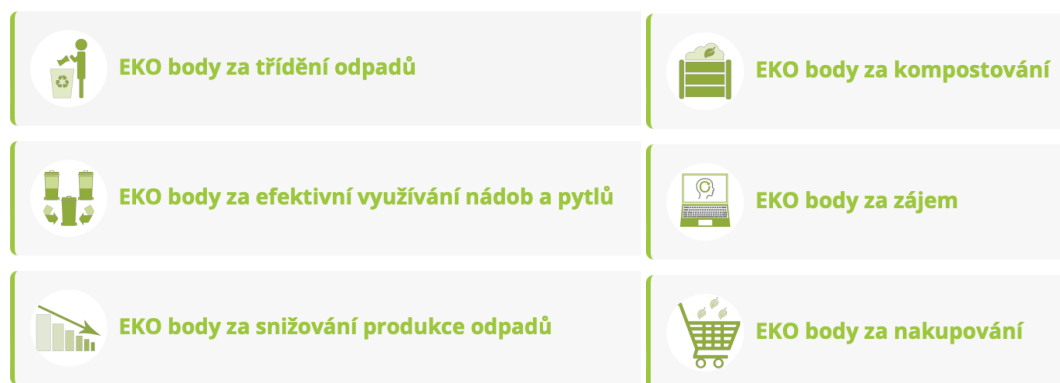 EKO body za třídění odpadů
EKO body za kompostování
EKO body za efektivní využívání nádob a pytlů
EKO body za zájem
EKO body za snižování produkce odpadů
EKO body za nakupování